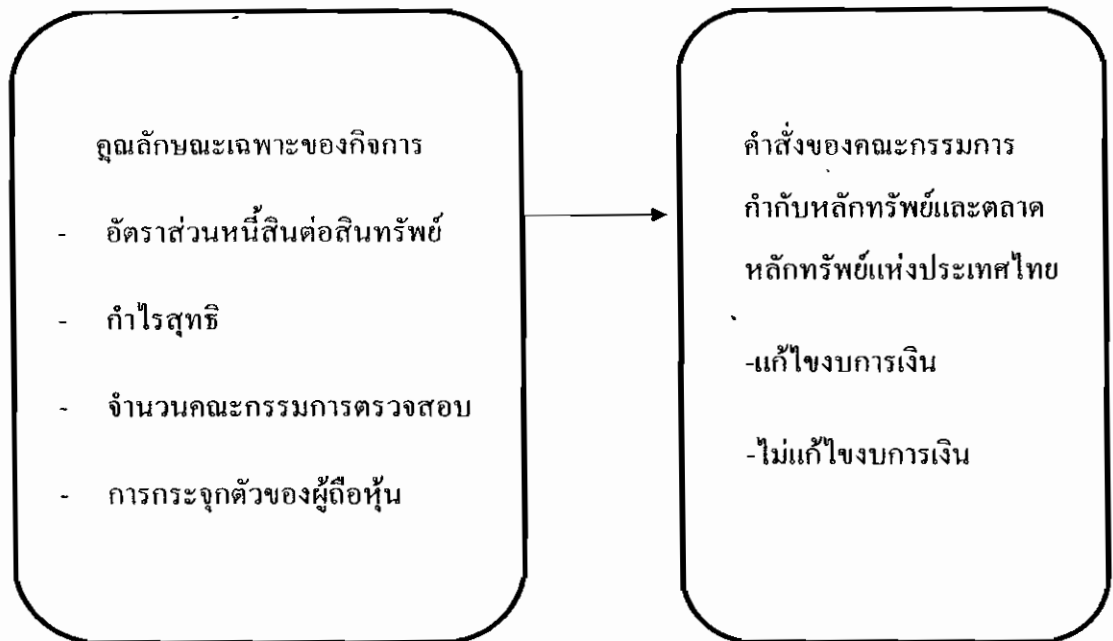 คุณลักษณะเฉพาะของกิจการ
- อัตราส่วนหนี้สินต่อสินทรัพย์
- กำไรสุทธิ
- จำนวนคณะกรรมการตรวจสอบ
- การกระจุกตัวของผู้ถือหุ้น
คำสั่งของคณะกรรมการ
กำกับหลักทรัพย์และตลาด
หลักทรัพย์แห่งประเทศไทย
-แก้ไขงบการเงิน
-ไม่แก้ไขงบการเงิน